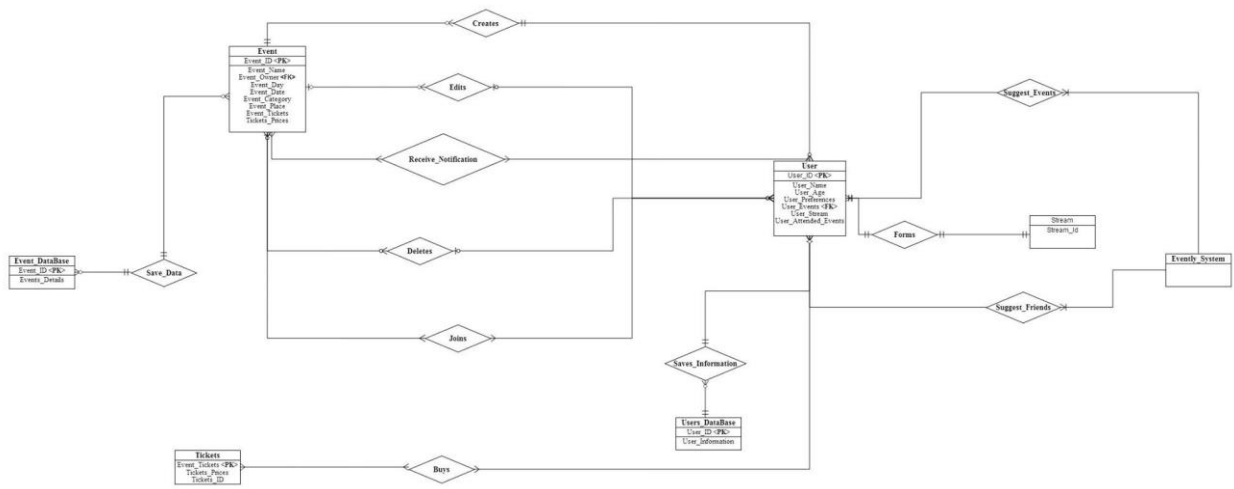 Creates
Event
Event_ID <PK>
Event_Name
Event_Owner <FK>
Event_Day
Event_Date
Event_Category
Event_Place
Event_Tickets
Tickets_Prices
Edits
Suggest_Events
Receive_Notification
User
User_ID <PK>
User_Name
User_Age
User_Preferences
User_Events <FK>
User_Stream
User_Attended_Events
Stream
Stream_Id
Forms
Deletes
Event_DataBase
Event_ID <PK>
Events_Details
Save_Data
Evently_System
Suggest_Friends
Joins
Saves_Information
Users_DataBase
User_ID <PK>
User_Information
Tickets
Event_Tickets <PK>
Tickets_Prices
Tickets_ID
Buys